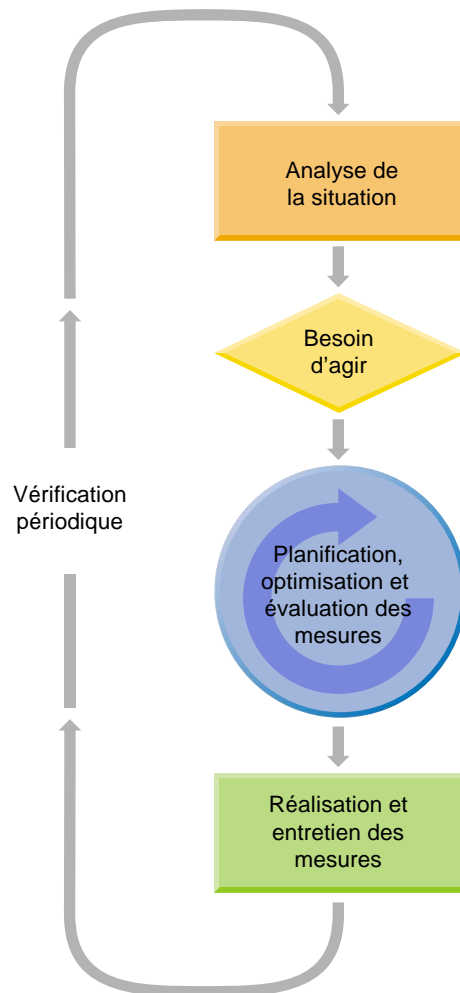 Analyse de
la situation
Besoin
d’agir
Vérification
périodique
Planification,
optimisation et
évaluation des
mesures
Réalisation et
entretien des
mesures